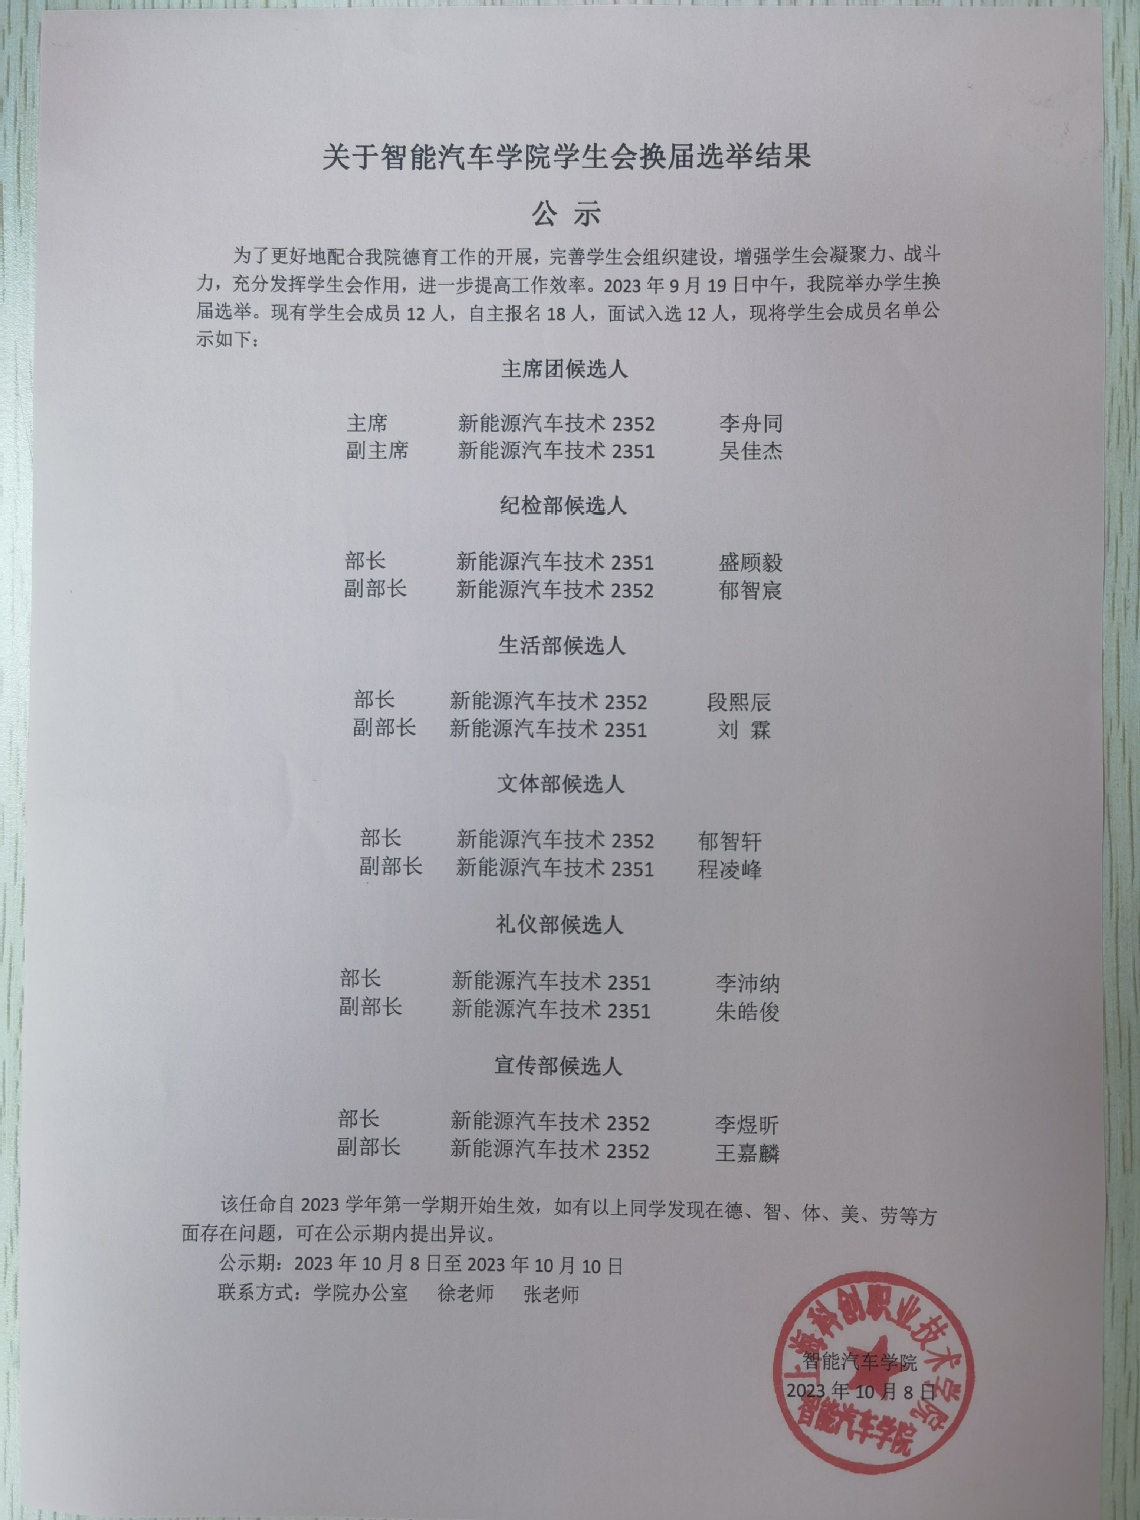 关于智能汽车学院学生会换届选举结果
公 示
为了更好地配合我院德育工作的开展，完善学生会组织建设，增强学生会凝聚力、战斗
力，充分发挥学生会作用，进一步提高工作效率。2023 年 9 月 19 日中午，我院举办学生换
届选举。现有学生会成员 12 人，自主报名 18 人，面试入选 12 人，现将学生会成员名单公
示如下：
主席团候选人
主席 新能源汽车技术 2352 李舟同
副主席 新能源汽车技术 2351 吴佳杰
纪检部候选人
部长 新能源汽车技术 2351 盛顾毅
副部长 新能源汽车技术 2352 郁智宸
生活部候选人
部长 新能源汽车技术 2352 段熙辰
副部长 新能源汽车技术 2351 刘 霖
文体部候选人
部长 新能源汽车技术 2352 郁智轩
副部长 新能源汽车技术 2351 程凌峰
礼仪部候选人
部长 新能源汽车技术 2351 李沛纳
副部长 新能源汽车技术 2351 朱皓俊
宣传部候选人
部长 新能源汽车技术 2352 李煜昕
副部长 新能源汽车技术 2352 王嘉麟
该任命自 2023 学年第一学期开始生效，如有以上同学发现在德、智、体、美、劳等方
面存在问题，可在公示期内提出异议。
公示期：2023 年 10 月 8 日至 2023 年 10 月 10 日
联系方式：学院办公室 徐老师 张老师
上海科创职业技术学院
智能汽车学院
2023 年 10 月 8 日
智能汽车学院